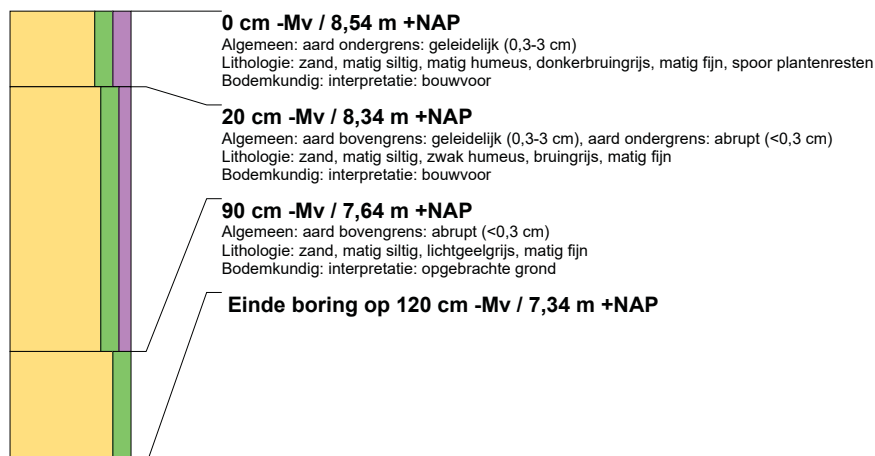 0 cm -Mv / 8,54 m +NAP
Algemeen: aard ondergrens: geleidelijk (0,3-3 cm)
Lithologie: zand, matig siltig, matig humeus, donkerbruingrijs, matig fijn, spoor plantenresten
Bodemkundig: interpretatie: bouwvoor
20 cm -Mv / 8,34 m +NAP
Algemeen: aard bovengrens: geleidelijk (0,3-3 cm), aard ondergrens: abrupt (<0,3 cm)
Lithologie: zand, matig siltig, zwak humeus, bruingrijs, matig fijn
Bodemkundig: interpretatie: bouwvoor
90 cm -Mv / 7,64 m +NAP
Algemeen: aard bovengrens: abrupt (<0,3 cm)
Lithologie: zand, matig siltig, lichtgeelgrijs, matig fijn
Bodemkundig: interpretatie: opgebrachte grond
Einde boring op 120 cm -Mv / 7,34 m +NAP